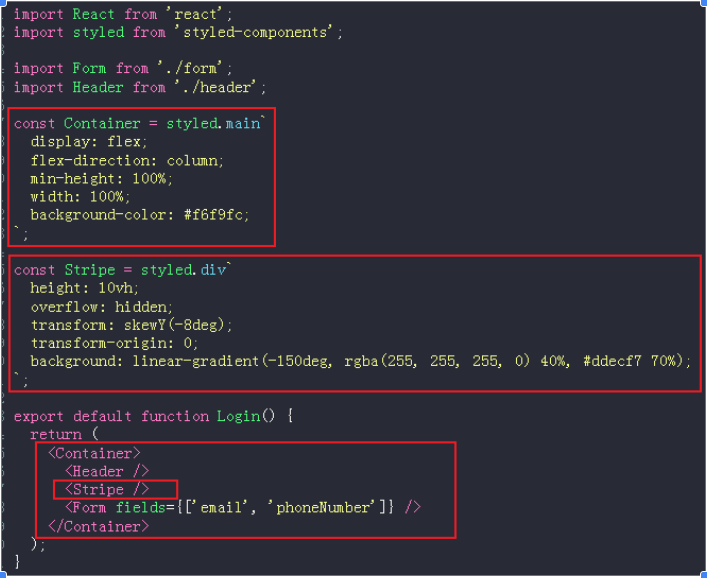 import React from 'react';
import styled from 'styled-components';
import Form from './form';
import Header from './header';
const Container = styled.main`
display: flex;
flex-direction: column;
min-height: 100%;
width: 100%;
background-color: #f6f9fc;
`;
const Stripe = styled.div`
height: 10vh;
overflow: hidden;
transform: skewY(-8deg);
transform-origin: 0;
background: linear-gradient(-150deg, rgba(255, 255, 255, 0) 40%, #ddecf7 70%);
`;
export default function Login() {
return (
<Container>
<Header />
<Stripe />
<Form fields={['email', 'phoneNumber']} />
</Container>
);
}